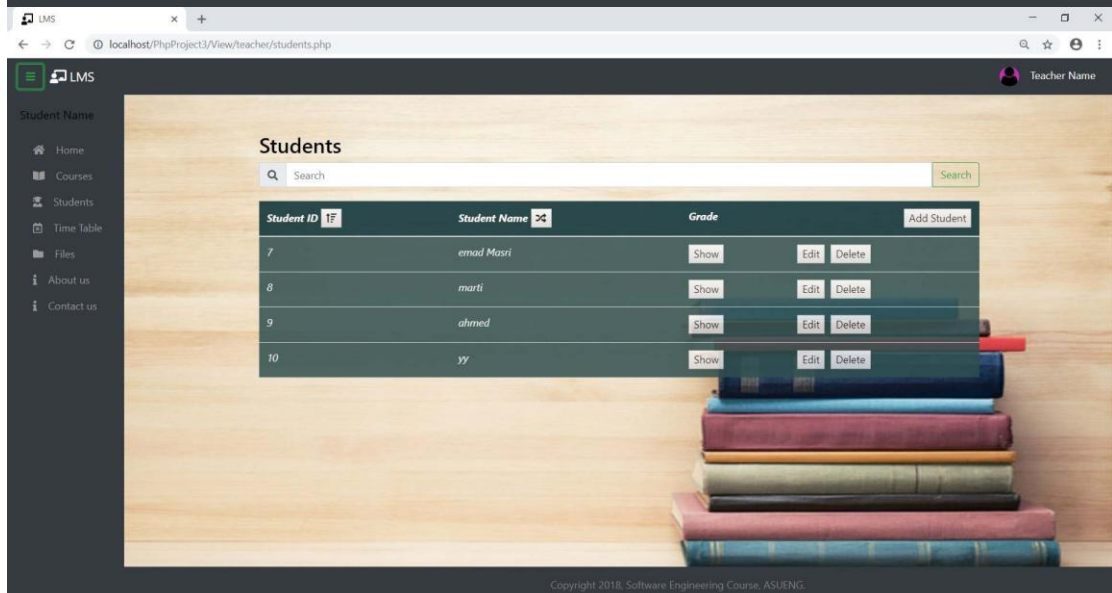 LMS
localhost/PhpProject3/View/teacher/students.php
LMS
Teacher Name
Student Name
Home
Courses
Students
Time Table
Files
About us
Contact us
Students
Search Search
Student ID Student Name Grade Add Student
7 emad Masri Show Edit Delete
8 marti Show Edit Delete
9 ahmed Show Edit Delete
10 yy Show Edit Delete
Copyright 2018, Software Engineering Course, ASUENG.